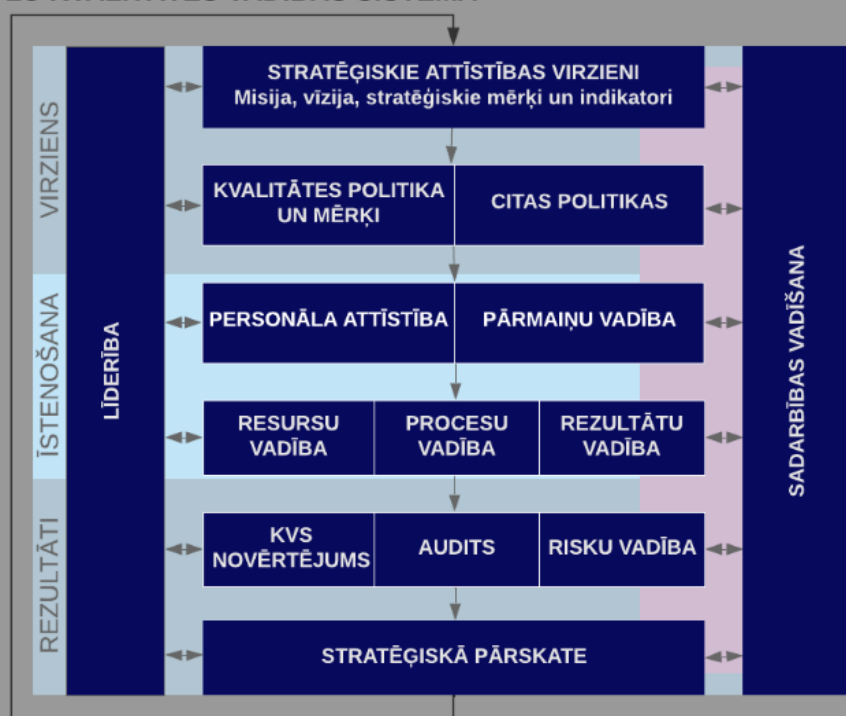 VIRZIENS
ĪSTENOŠANA
REZULTĀTI
LĪDERĪBA
STRATĒĢISKIE ATTĪSTĪBAS VIRZIENI
Misija, vīzija, stratēģiskie mērķi un indikatori
KVALITĀTES POLITIKA
UN MĒRĶI
CITAS POLITIKAS
PERSONĀLA ATTĪSTĪBA
PĀRMAIŅU VADĪBA
RESURSU
VADĪBA
PROCESU
VADĪBA
REZULTĀTU
VADĪBA
KVS
NOVĒRTĒJUMS
AUDITS
RISKU VADĪBA
STRATĒĢISKĀ PĀRSKATE
SADARBĪBAS VADĪŠANA